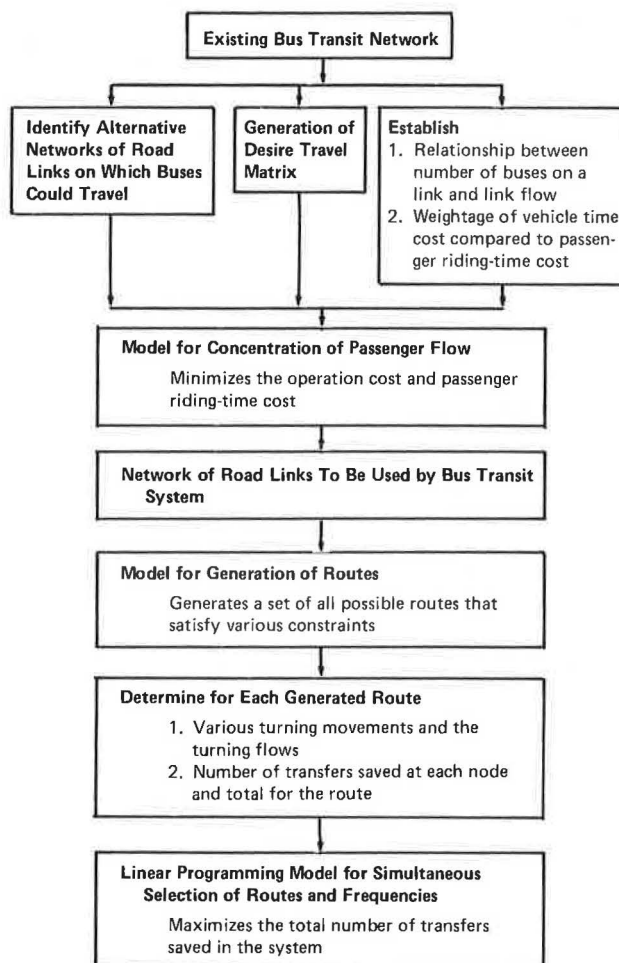 Existing Bus Transit Network
Identify Alternative
Networks of Road
Links on Which Buses
Could Travel
Generation of
Desire Travel
Matrix
Establish
1. Relationship between
number of buses on a
link and link flow
2. Weightage of vehicle time
cost compared to passen-
ger riding-time cost
Model for Concentration of Passenger Flow
Minimizes the operation cost and passenger
riding-time cost
Network of Road Links To Be Used by Bus Transit
System
Model for Generation of Routes
Generates a set of all possible routes that
satisfy various constraints
Determine for Each Generated Route
1. Various turning movements and the
turning flows
2. Number of transfers saved at each node
and total for the route
Linear Programming Model for Simultaneous
Selection of Routes and Frequencies
Maximizes the total number of transfers
saved in the system